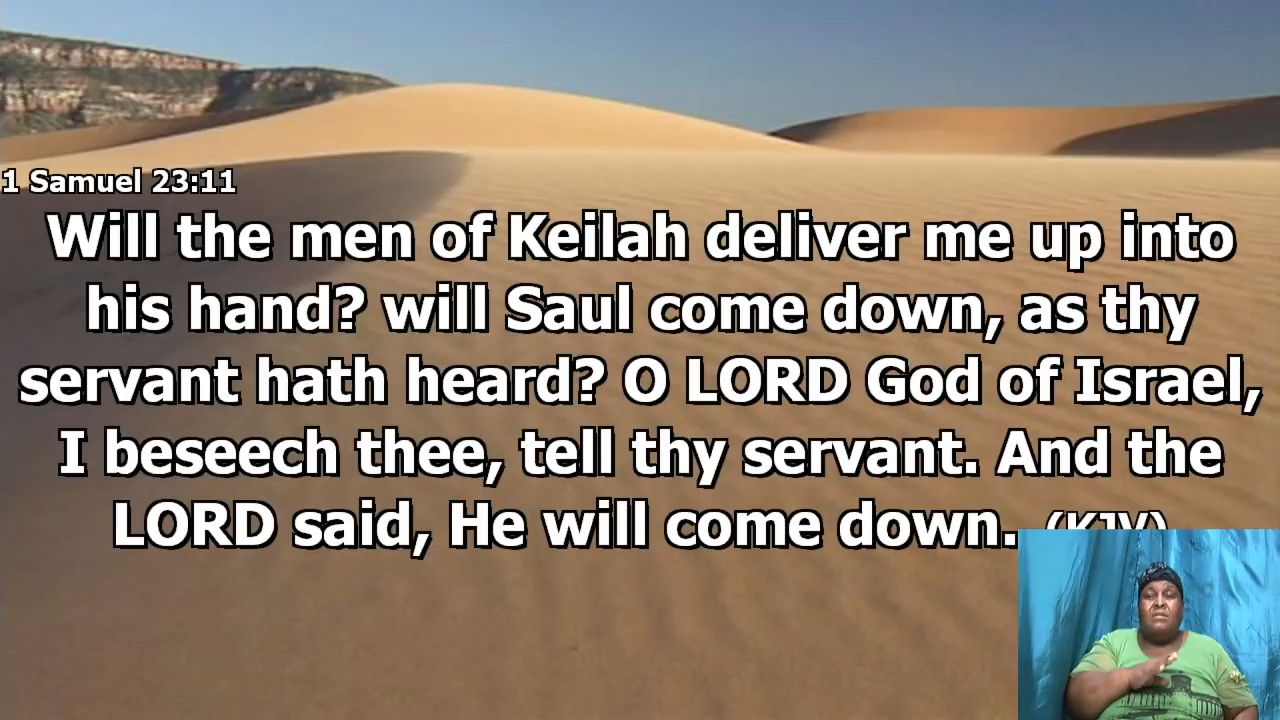 1 Samuel 23:11
Will the men of Keilah deliver me up into
his hand? will Saul come down, as thy
servant hath heard? O LORD God of Israel,
I beseech thee, tell thy servant. And the
LORD said, He will come down. (KJV)